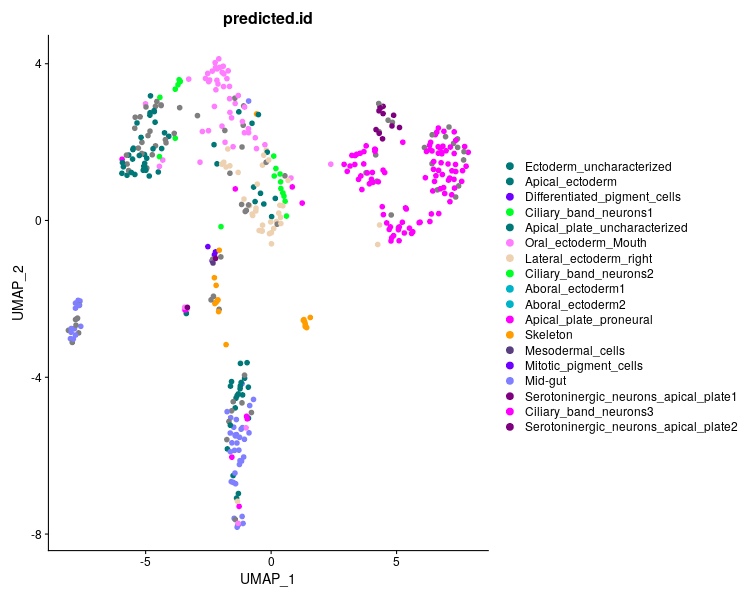 predicted.id
4
0
-4
-8
UMAP_2
-5
0
5
UMAP_1
Ectoderm_uncharacterized
Apical_ectoderm
Differentiated_pigment_cells
Ciliary_band_neurons1
Apical_plate_uncharacterized
Oral_ectoderm_Mouth
Lateral_ectoderm_right
Ciliary_band_neurons2
Aboral_ectoderm1
Aboral_ectoderm2
Apical_plate_proneural
Skeleton
Mesodermal_cells
Mitotic_pigment_cells
Mid-gut
Serotoninergic_neurons_apical_plate1
Ciliary_band_neurons3
Serotoninergic_neurons_apical_plate2